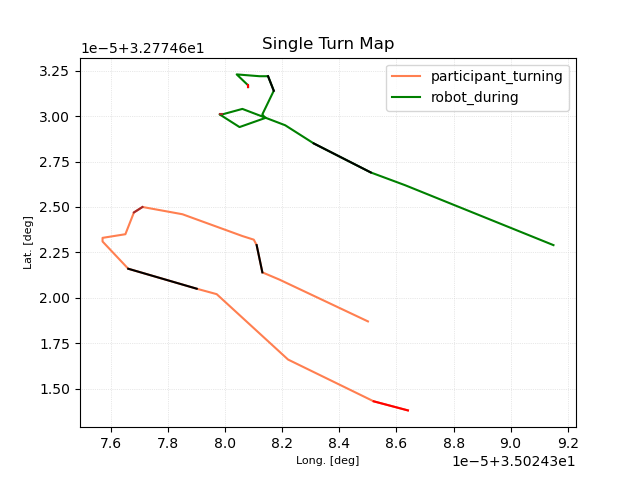 Single Turn Map
1e−5+3.27746e1
participant_turning
robot_during
3.25
3.00
2.75
2.50
2.25
2.00
1.75
1.50
Lat. [deg]
7.6 7.8 8.0 8.2 8.4 8.6 8.8 9.0 9.2
Long. [deg]
1e−5+3.50243e1